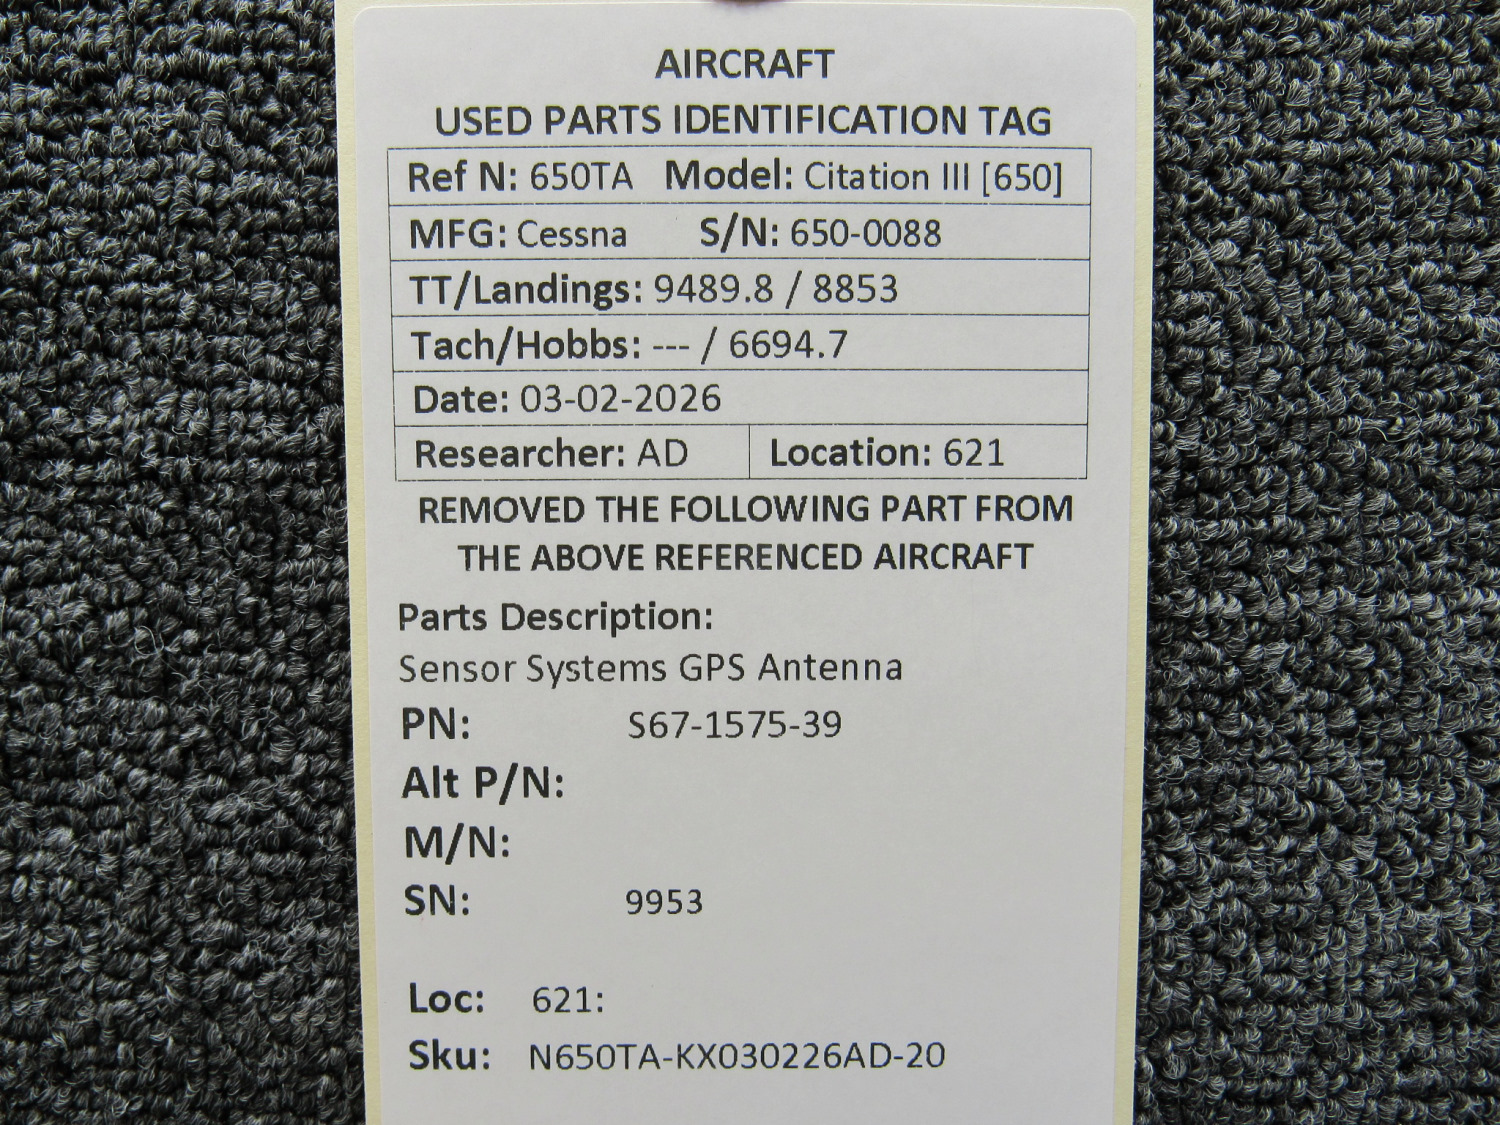 AIRCRAFT
USED PARTS IDENTIFICATION TAG
Ref N: 650TA Model: Citation III [650]
MFG: Cessna S/N: 650-0088
TT/Landings: 9489.8 / 8853
Tach/Hobbs: --- / 6694.7
Date: 03-02-2026
Researcher: AD Location: 621
REMOVED THE FOLLOWING PART FROM
THE ABOVE REFERENCED AIRCRAFT
Parts Description:
Sensor Systems GPS Antenna
PN: S67-1575-39
Alt P/N:
M/N:
SN: 9953
Loc: 621:
Sku: N650TA-KX030226AD-20